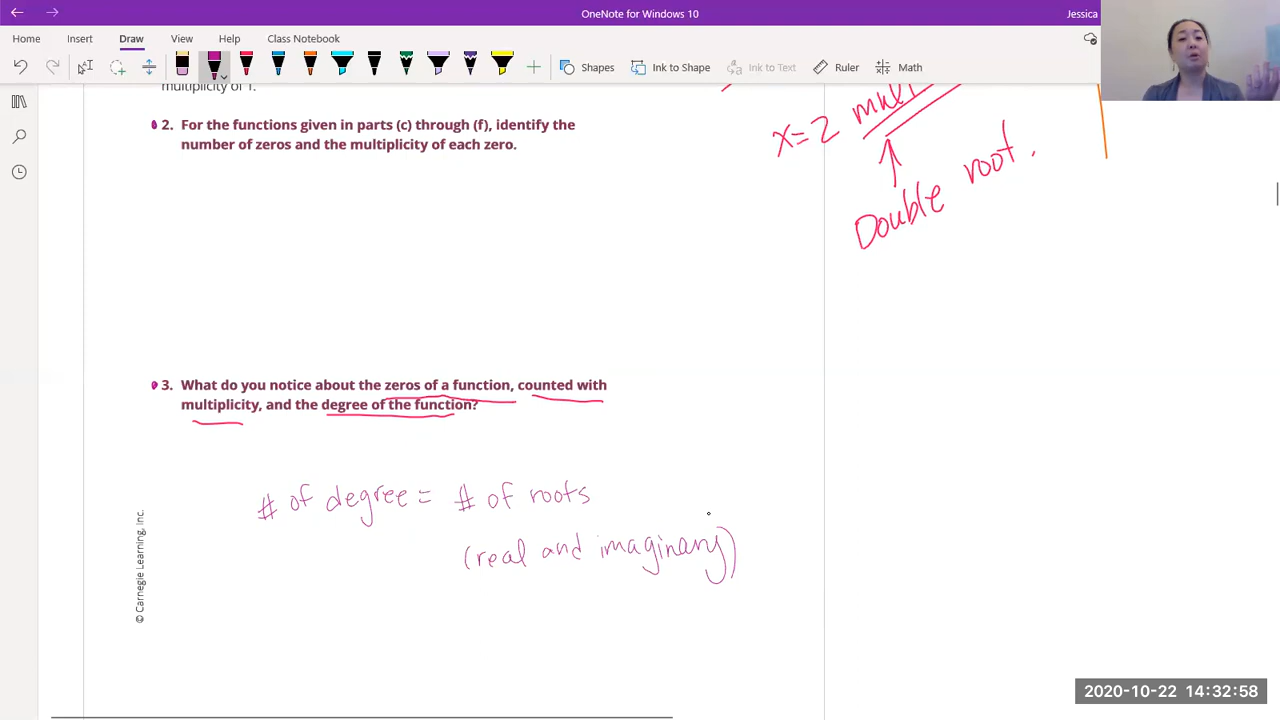 OneNote for Windows 10
Jessica
Home Insert Draw View Help Class Notebook
Shapes Ink to Shape Ink to Text Ruler Math
multiplicity of 1.
2. For the functions given in parts (c) through (f), identify the
number of zeros and the multiplicity of each zero.
x=2
Double root.
3. What do you notice about the zeros of a function, counted with
multiplicity, and the degree of the function?
# of degree = # of roots
(real and imaginary)
© Carnegie Learning, Inc.
2020-10-22 14:32:58